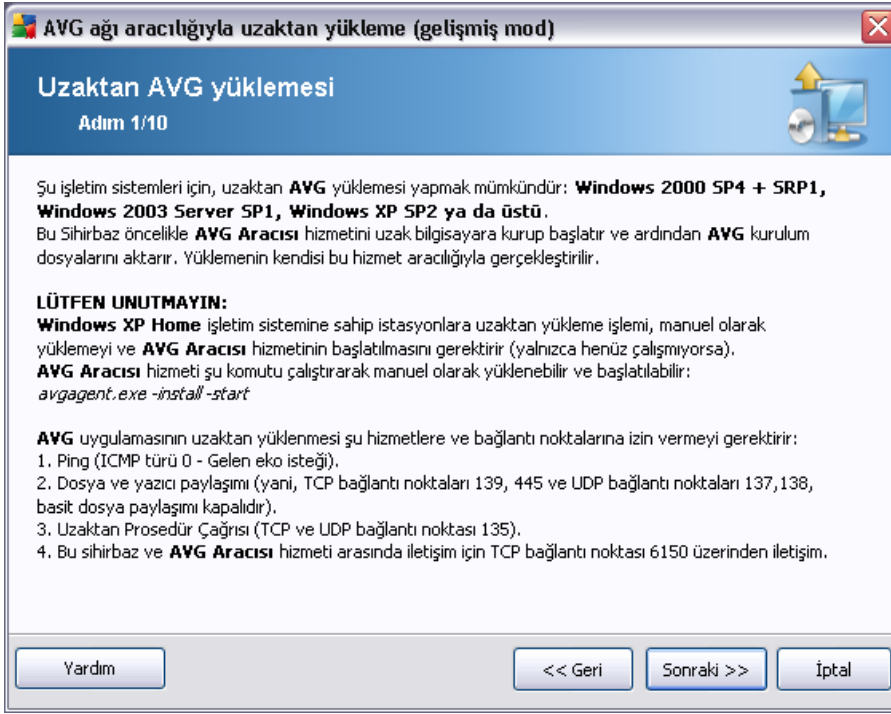 AVG ağı aracılığıyla uzaktan yükleme (gelişmiş mod)
Uzaktan AVG yüklemesi
Adım 1/10
Şu işletim sistemleri için, uzaktan AVG yüklemesi yapmak mümkündür: Windows 2000 SP4 + SRP1,
Windows 2003 Server SP1, Windows XP SP2 ya da üstü.
Bu Sihirbaz öncelikle AVG Aracısı hizmetini uzak bilgisayara kurup başlatır ve ardından AVG kurulum
dosyalarını aktarır. Yüklemenin kendisi bu hizmet aracılığıyla gerçekleştirilir.
LÜTFEN UNUTMAYIN:
Windows XP Home işletim sistemine sahip istasyonlara uzaktan yükleme işlemi, manuel olarak
yüklemeyi ve AVG Aracısı hizmetinin başlatılmasını gerektirir (yalnızca henüz çalışmıyorsa).
AVG Aracısı hizmeti şu komutu çalıştırarak manuel olarak yüklenebilir ve başlatılabilir:
avgagent.exe -install -start
AVG uygulamasının uzaktan yüklenmesi şu hizmetlere ve bağlantı noktalarına izin vermeyi gerektirir:
1. Ping (ICMP türü 0 - Gelen eko isteği).
2. Dosya ve yazıcı paylaşımı (yani, TCP bağlantı noktaları 139, 445 ve UDP bağlantı noktaları 137,138,
basit dosya paylaşımı kapalıdır).
3. Uzaktan Prosedür Çağrısı (TCP ve UDP bağlantı noktası 135).
4. Bu sihirbaz ve AVG Aracısı hizmeti arasında iletişim için TCP bağlantı noktası 6150 üzerinden iletişim.
Yardım
<< Geri
Sonraki >>
İptal